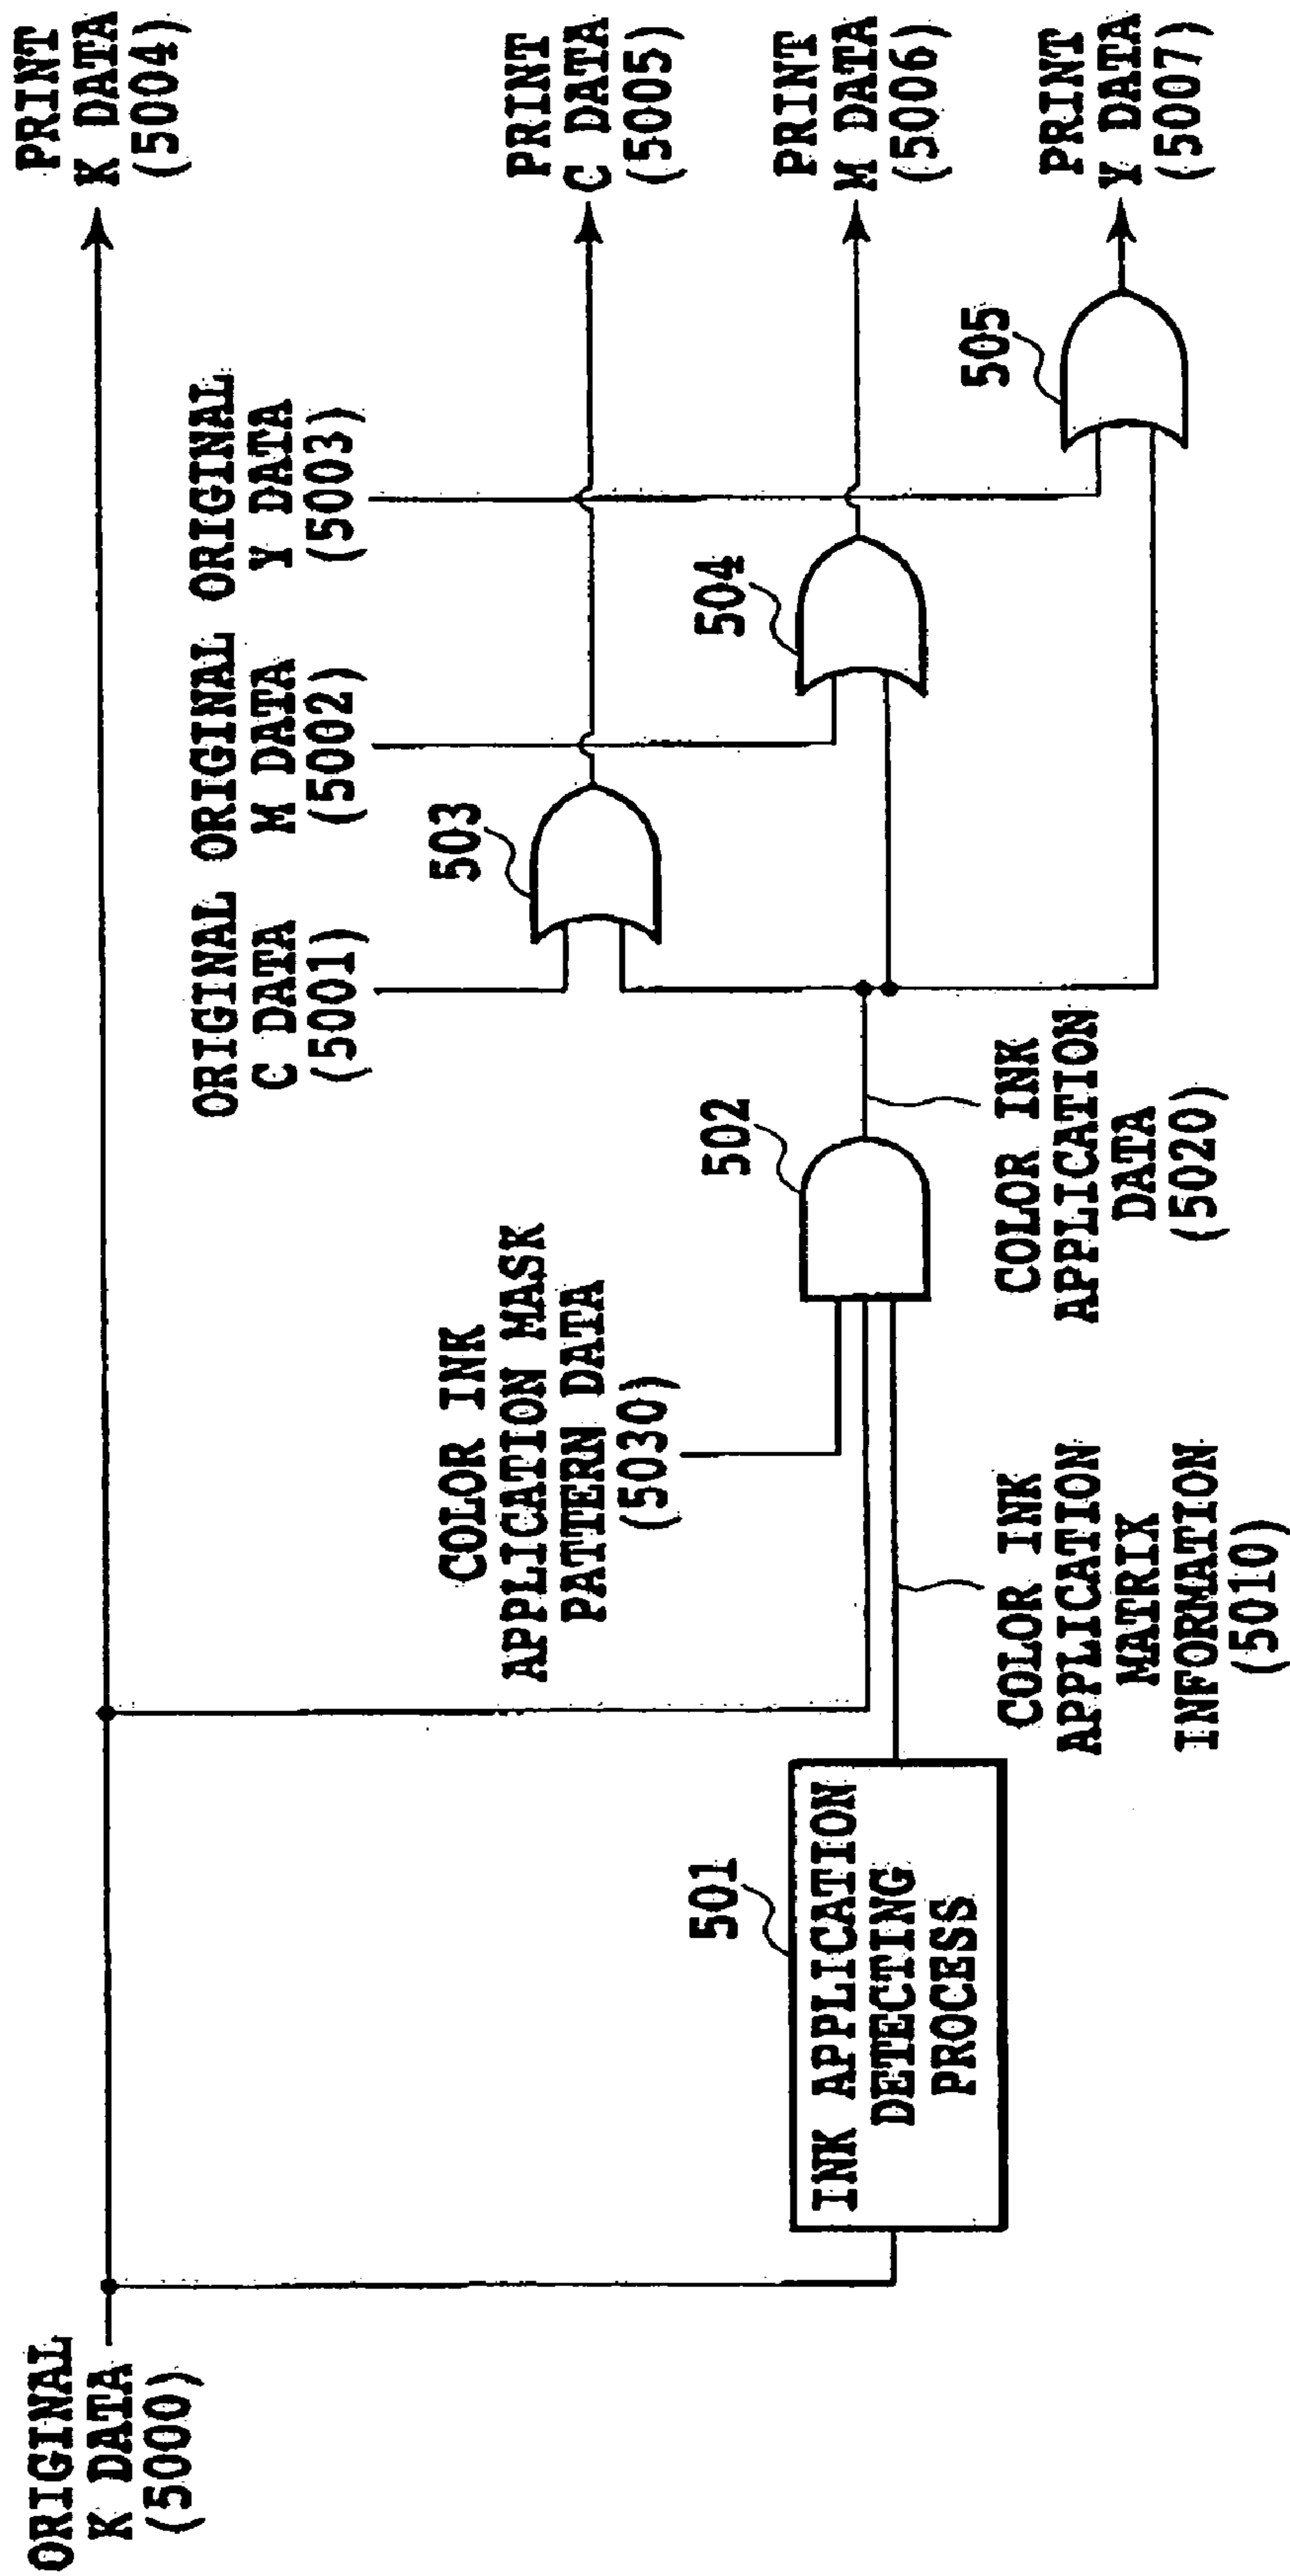 ORIGINAL
K DATA
(5000)
PRINT
K DATA
(5004)
ORIGINAL
C DATA
(5001)
ORIGINAL
M DATA
(5002)
ORIGINAL
Y DATA
(5003)
PRINT
C DATA
(5005)
PRINT
M DATA
(5006)
PRINT
Y DATA
(5007)
COLOR INK
APPLICATION MASK
PATTERN DATA
(5030)
501
INK APPLICATION
DETECTING
PROCESS
502
503
504
505
COLOR INK
APPLICATION
MATRIX
INFORMATION
(5010)
COLOR INK
APPLICATION
DATA
(5020)